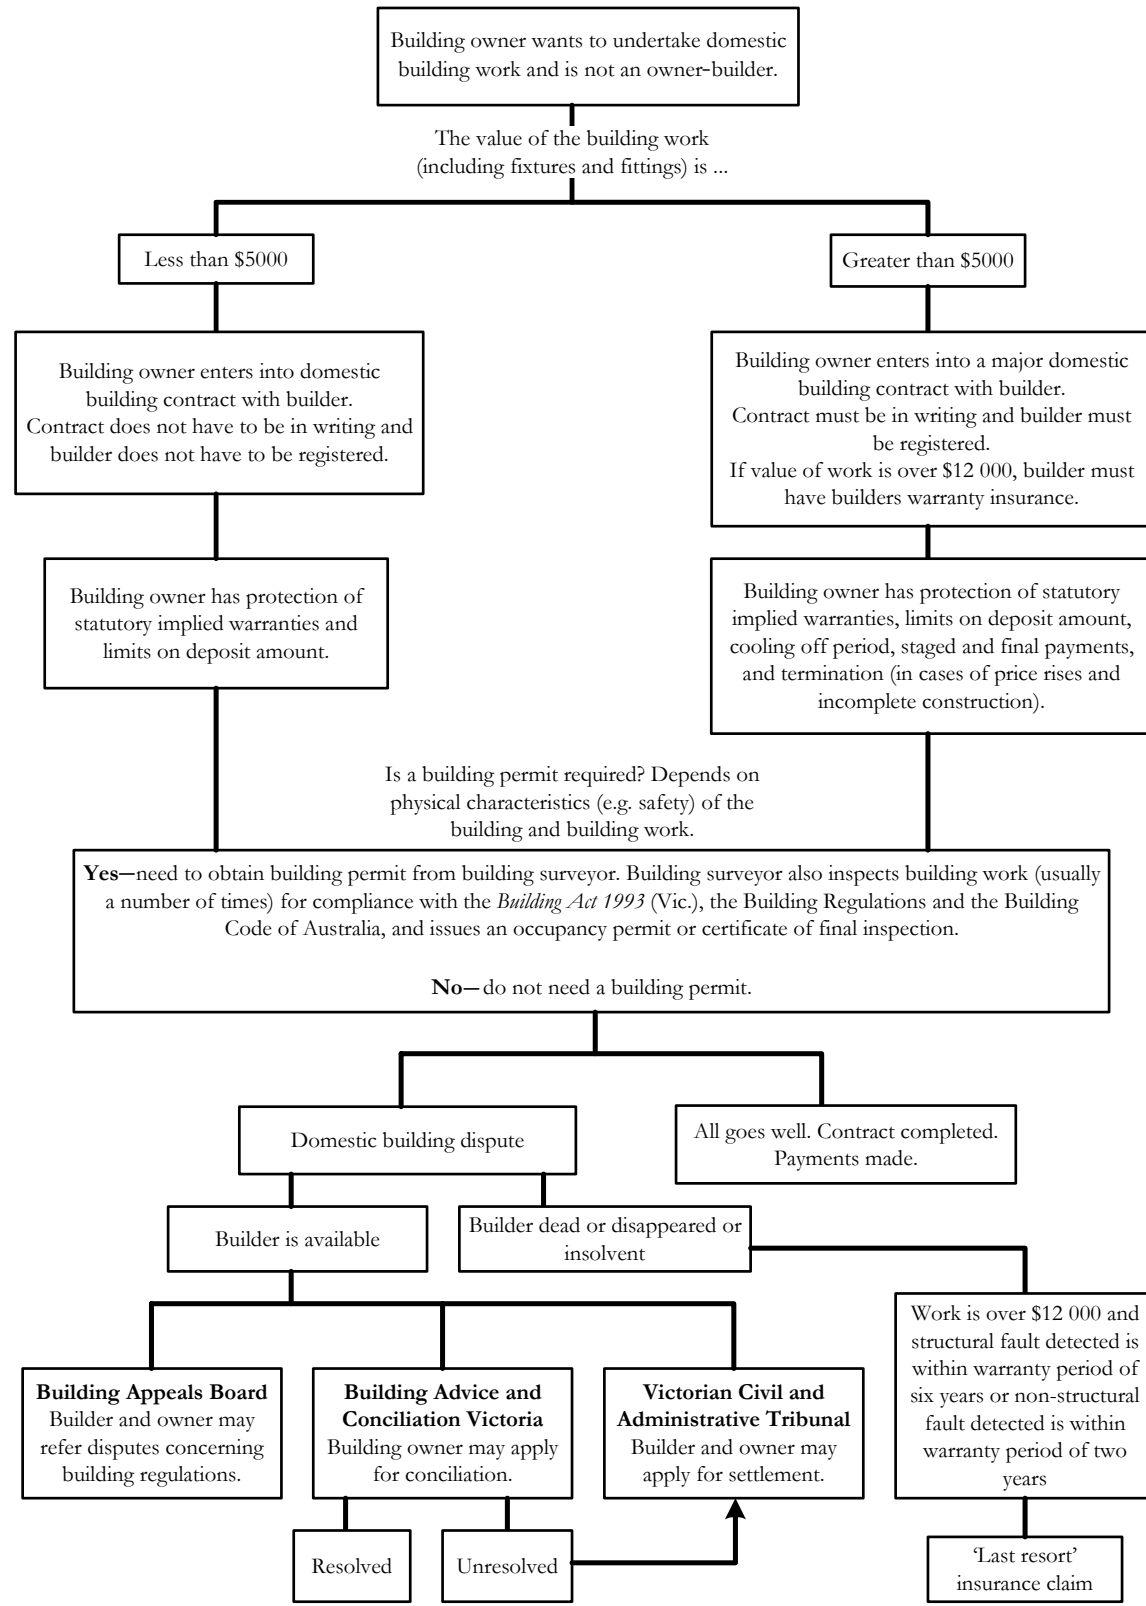 Building owner wants to undertake domestic
building work and is not an owner-builder.
The value of the building work
(including fixtures and fittings) is ...
Less than $5000
Greater than $5000
Building owner enters into domestic
building contract with builder.
Contract does not have to be in writing and
builder does not have to be registered.
Building owner enters into a major domestic
building contract with builder.
Contract must be in writing and builder must
be registered.
If value of work is over $12 000, builder must
have builders warranty insurance.
Building owner has protection of
statutory implied warranties and
limits on deposit amount.
Building owner has protection of statutory
implied warranties, limits on deposit amount,
cooling off period, staged and final payments,
and termination (in cases of price rises and
incomplete construction).
Is a building permit required? Depends on
physical characteristics (e.g. safety) of the
building and building work.
Yes—need to obtain building permit from building surveyor. Building surveyor also inspects building work (usually
a number of times) for compliance with the Building Act 1993 (Vic.), the Building Regulations and the Building
Code of Australia, and issues an occupancy permit or certificate of final inspection.
No—do not need a building permit.
Domestic building dispute
All goes well. Contract completed.
Payments made.
Builder is available
Builder dead or disappeared or
insolvent
Building Appeals Board
Builder and owner may
refer disputes concerning
building regulations.
Building Advice and
Conciliation Victoria
Building owner may apply
for conciliation.
Victorian Civil and
Administrative Tribunal
Builder and owner may
apply for settlement.
Work is over $12 000 and
structural fault detected is
within warranty period of
six years or non-structural
fault detected is within
warranty period of two
years
Resolved
Unresolved
‘Last resort’
insurance claim